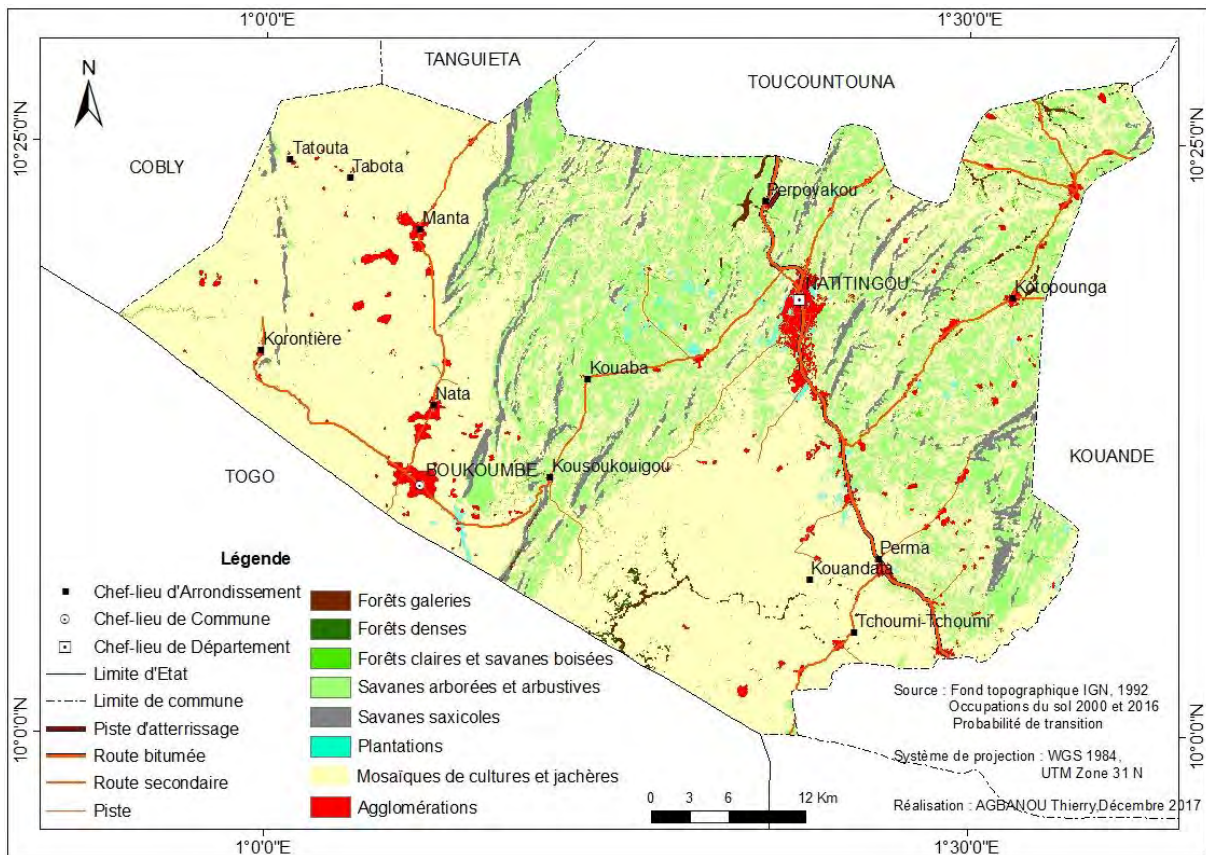 1°0'0"E
1°30'0"E
TANGUIETA
TOUCOUNTOUNA
N
10°25'0"N
10°25'0"N
COBLY
Tatouta
Tabota
Perpoyakou
Manta
NATITINGOU
Kotopounga
Korontière
Kouaba
Nata
KOUANDE
TOGO
BOUKOUMBE
Kousoukouigou
Perma
Kouandata
Tchoumi-Tchoumi
Légende
Chef-lieu d'Arrondissement
Chef-lieu de Commune
Chef-lieu de Département
Limite d'Etat
Limite de commune
Piste d'atterrissage
Route bitumée
Route secondaire
Piste
Forêts galeries
Forêts denses
Forêts claires et savanes boisées
Savanes arborées et arbustives
Savanes saxicoles
Plantations
Mosaïques de cultures et jachères
Agglomérations
0 3 6 12 Km
Source : Fond topographique IGN, 1992
Occupations du sol 2000 et 2016
Probabilité de transition
Système de projection : WGS 1984,
UTM Zone 31 N
Réalisation : AGBANOU Thierry,Décembre 2017
10°0'0"N
10°0'0"N
1°0'0"E
1°30'0"E